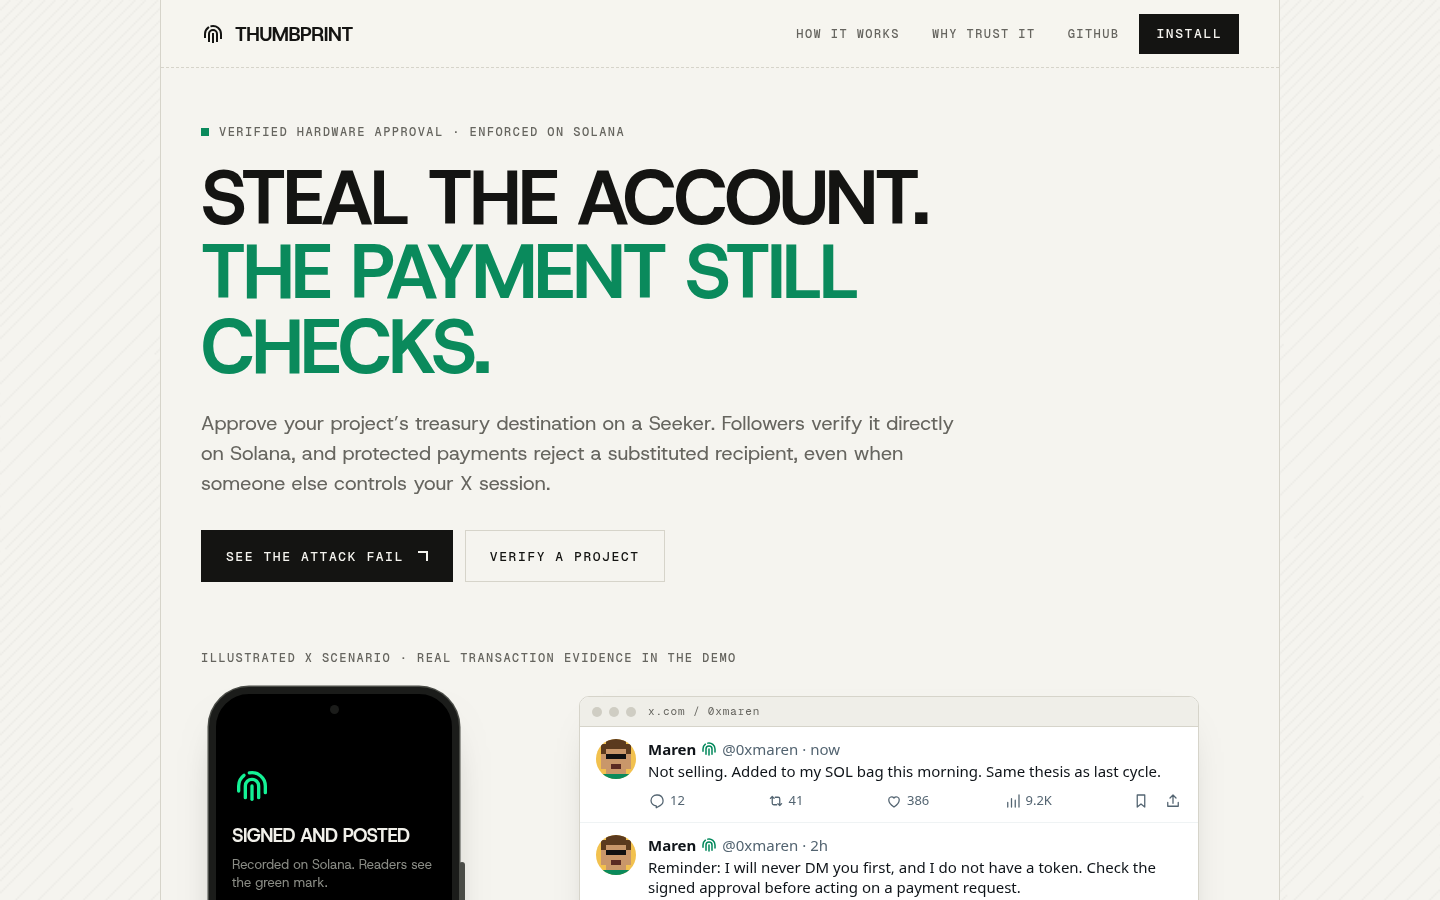 THUMBPRINT
HOW IT WORKS
WHY TRUST IT
GITHUB
INSTALL
VERIFIED HARDWARE APPROVAL · ENFORCED ON SOLANA
STEAL THE ACCOUNT.
THE PAYMENT STILL
CHECKS.
Approve your project’s treasury destination on a Seeker. Followers verify it directly
on Solana, and protected payments reject a substituted recipient, even when
someone else controls your X session.
SEE THE ATTACK FAIL
VERIFY A PROJECT
ILLUSTRATED X SCENARIO · REAL TRANSACTION EVIDENCE IN THE DEMO
SIGNED AND POSTED
Recorded on Solana. Readers see
the green mark.
x.com / 0xmaren
Maren @0xmaren · now
Not selling. Added to my SOL bag this morning. Same thesis as last cycle.
12 41 386 9.2K
Maren @0xmaren · 2h
Reminder: I will never DM you first, and I do not have a token. Check the
signed approval before acting on a payment request.